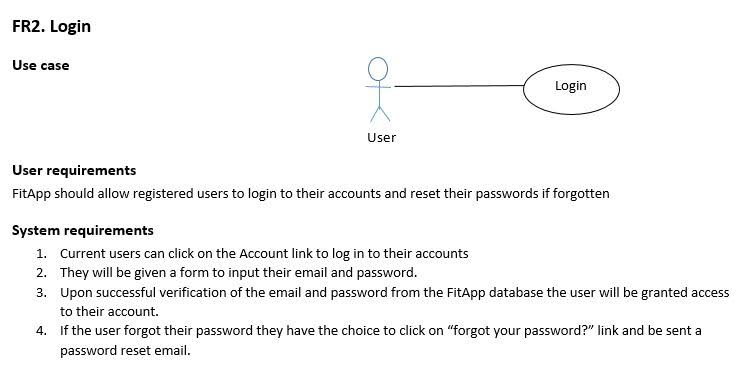 FR2. Login
Use case
Login
User
User requirements
FitApp should allow registered users to login to their accounts and reset their passwords if forgotten
System requirements
1. Current users can click on the Account link to log in to their accounts
2. They will be given a form to input their email and password.
3. Upon successful verification of the email and password from the FitApp database the user will be granted access
to their account.
4. If the user forgot their password they have the choice to click on “forgot your password?” link and be sent a
password reset email.